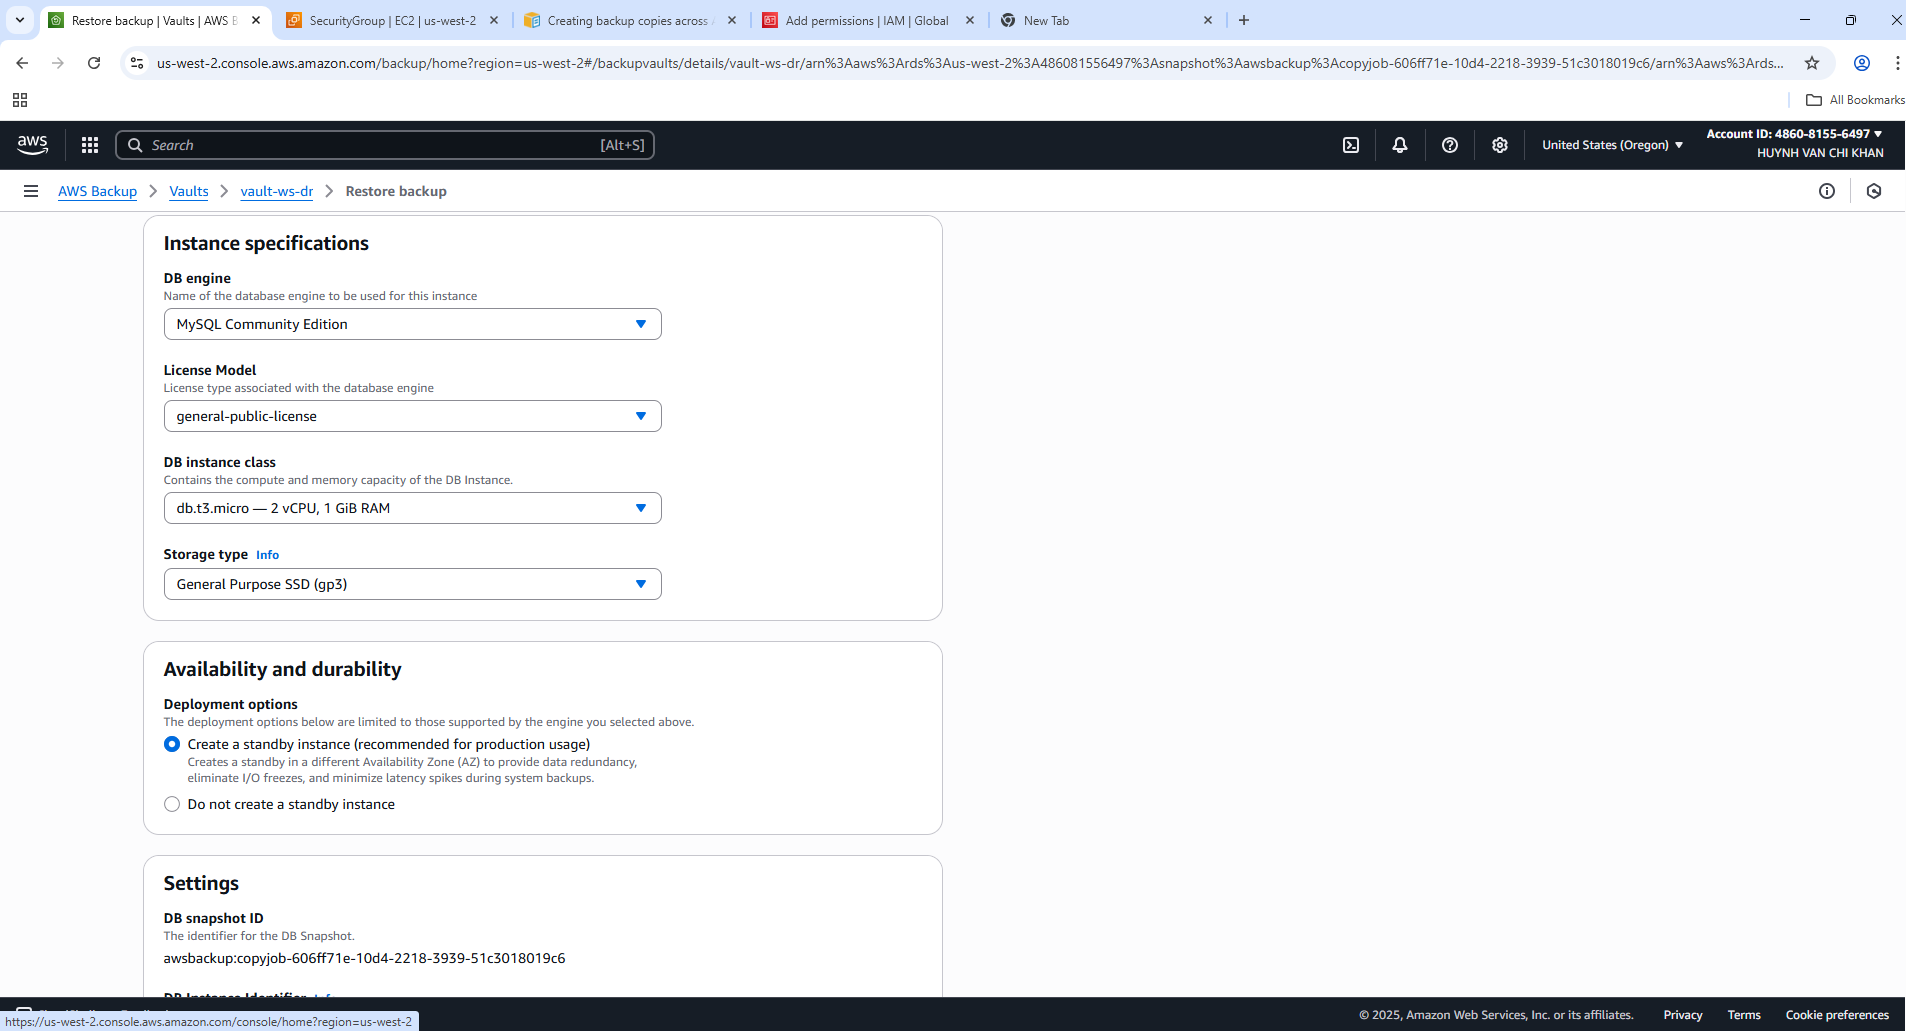 Restore backup | Vaults | AWS B
SecurityGroup | EC2 | us-west-2
Creating backup copies across
Add permissions | IAM | Global
New Tab
us-west-2.console.aws.amazon.com/backup/home?region=us-west-2#/backupvaults/details/vault-ws-dr/arn%3Aaws%3Ards%3Aus-west-2%3A486081556497%3Asnapshot%3Aawsbackup%3Acopyjob-606ff71e-10d4-2218-3939-51c3018019c6/arn%3Aaws%3Ards...
All Bookmarks
aws
Search
[Alt+S]
United States (Oregon)
Account ID: 4860-8155-6497
HUYNH VAN CHI KHAN
AWS Backup
Vaults
vault-ws-dr
Restore backup
Instance specifications
DB engine
Name of the database engine to be used for this instance
MySQL Community Edition
License Model
License type associated with the database engine
general-public-license
DB instance class
Contains the compute and memory capacity of the DB Instance.
db.t3.micro — 2 vCPU, 1 GiB RAM
Storage type Info
General Purpose SSD (gp3)
Availability and durability
Deployment options
The deployment options below are limited to those supported by the engine you selected above.
Create a standby instance (recommended for production usage)
Creates a standby in a different Availability Zone (AZ) to provide data redundancy,
eliminate I/O freezes, and minimize latency spikes during system backups.
Do not create a standby instance
Settings
DB snapshot ID
The identifier for the DB Snapshot.
awsbackup:copyjob-606ff71e-10d4-2218-3939-51c3018019c6
DB Instance Identifier Info
https://us-west-2.console.aws.amazon.com/console/home?region=us-west-2
© 2025, Amazon Web Services, Inc. or its affiliates.
Privacy
Terms
Cookie preferences